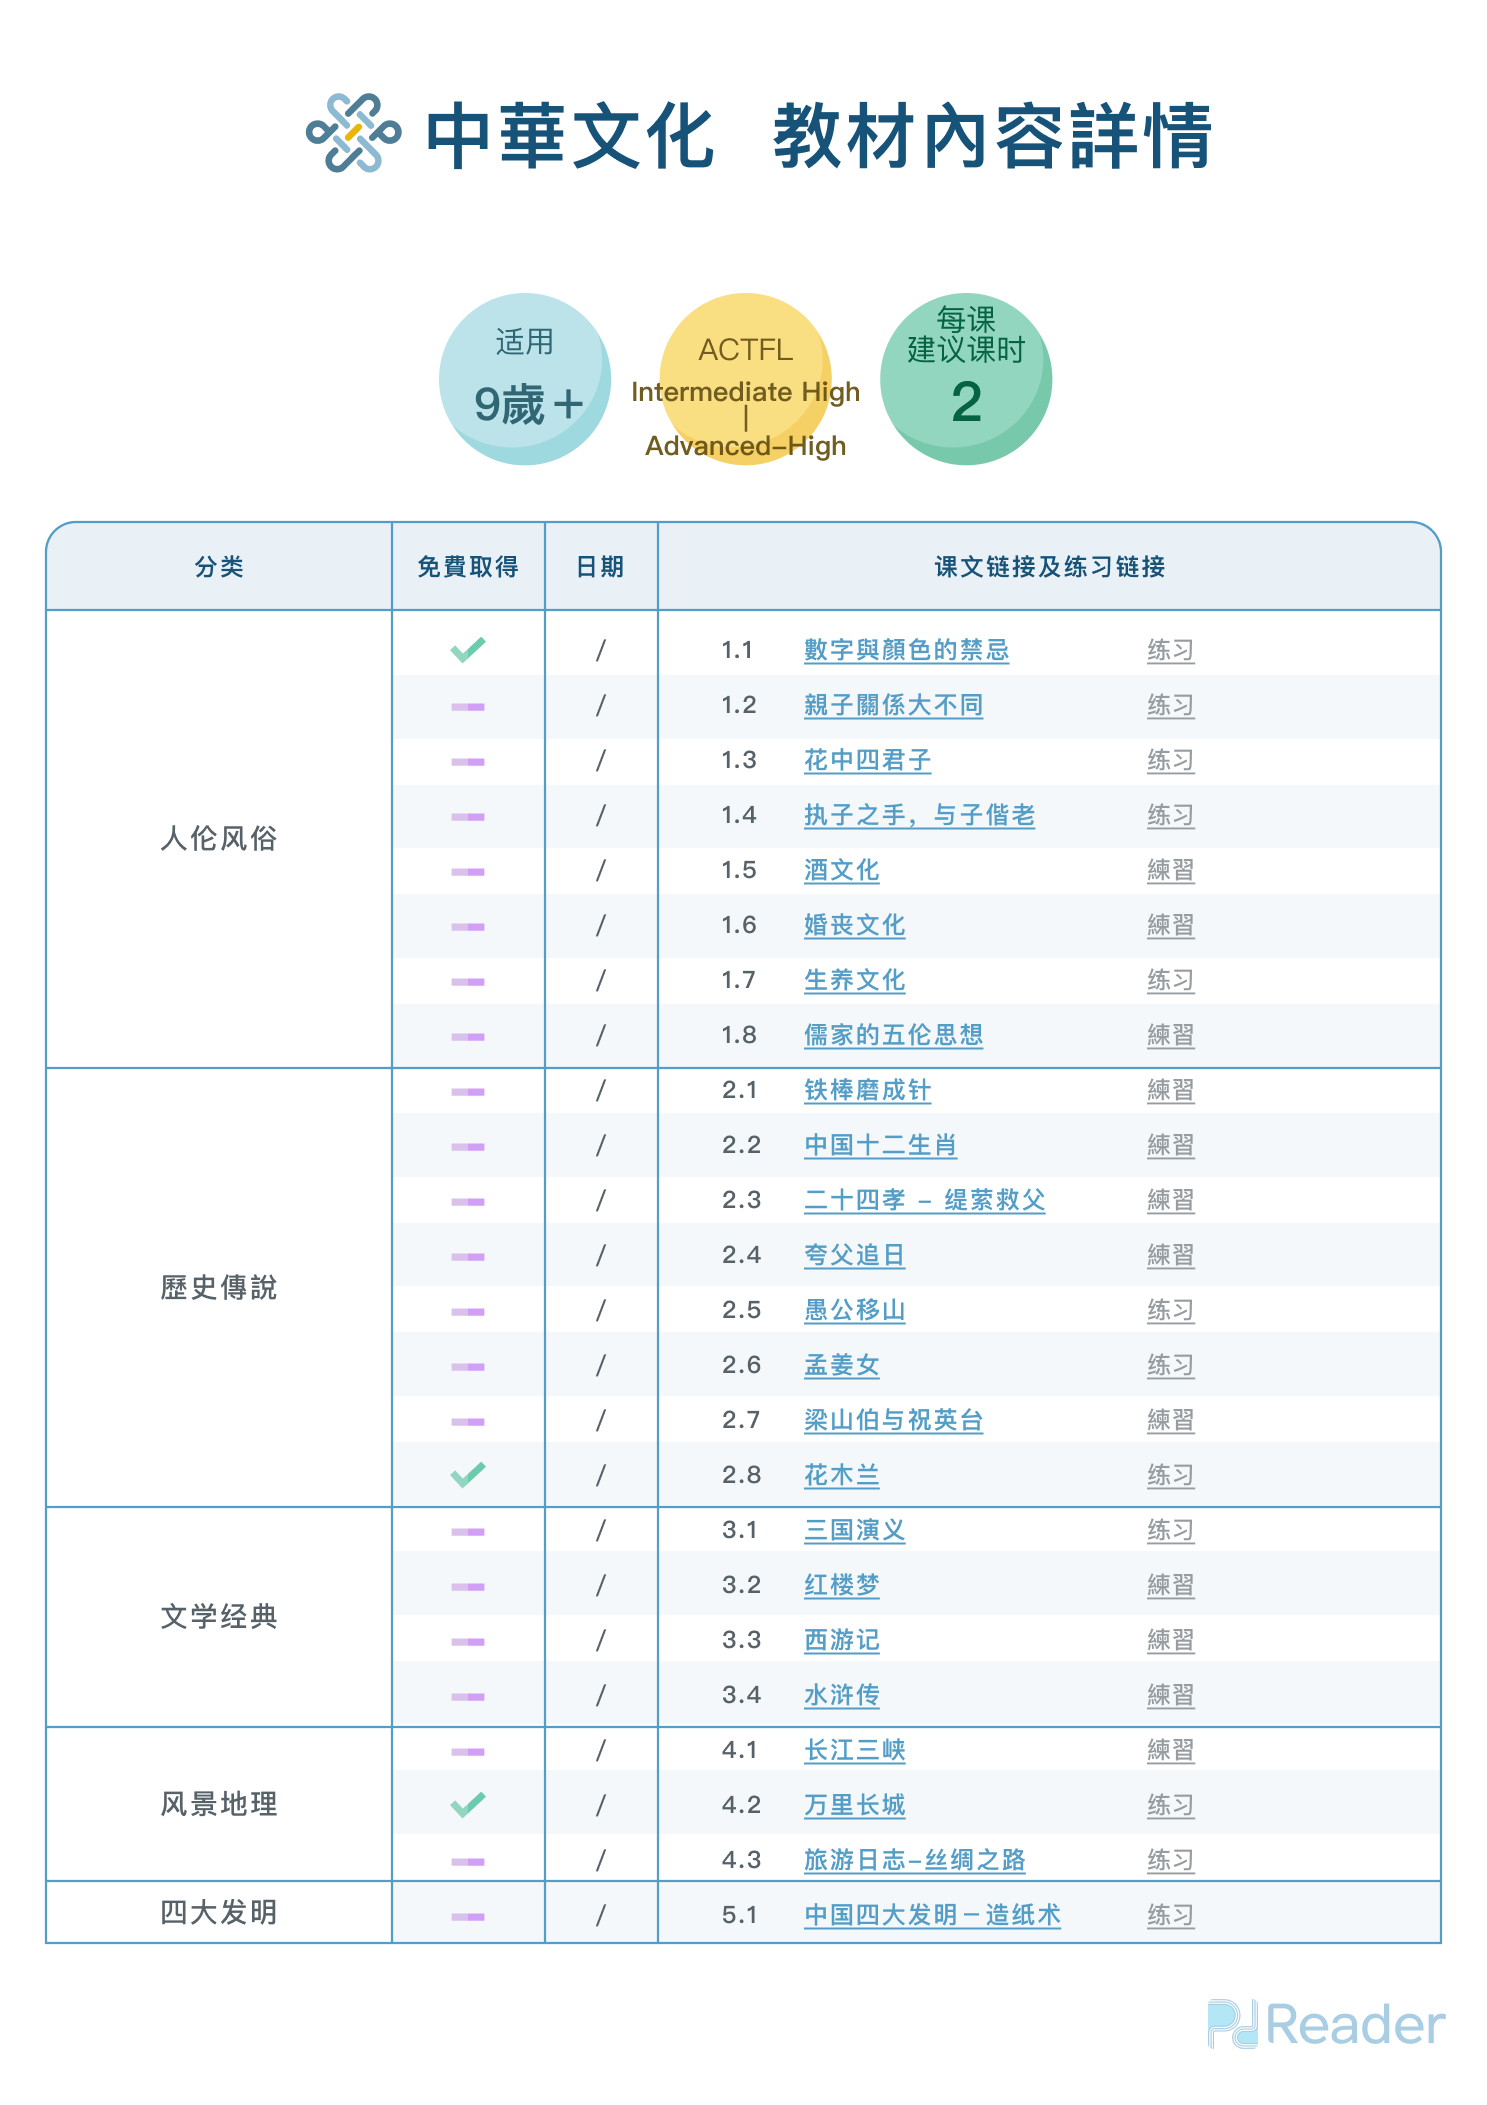 中華文化 教材內容詳情
适用
9歲＋
ACTFL
Intermediate High
|
Advanced-High
每课
建议课时
2
分类 免費取得 日期 课文链接及练习链接
人伦风俗
/ 1.1 數字與顏色的禁忌 练习
/ 1.2 親子關係大不同 练习
/ 1.3 花中四君子 练习
/ 1.4 执子之手，与子偕老 练习
/ 1.5 酒文化 練習
/ 1.6 婚丧文化 練習
/ 1.7 生养文化 练习
/ 1.8 儒家的五伦思想 練習
歷史傳說
/ 2.1 铁棒磨成针 練習
/ 2.2 中国十二生肖 練習
/ 2.3 二十四孝 - 缇萦救父 練習
/ 2.4 夸父追日 練習
/ 2.5 愚公移山 练习
/ 2.6 孟姜女 练习
/ 2.7 梁山伯与祝英台 練習
/ 2.8 花木兰 练习
文学经典
/ 3.1 三国演义 练习
/ 3.2 红楼梦 練習
/ 3.3 西游记 練習
/ 3.4 水浒传 練習
风景地理
/ 4.1 长江三峡 練習
/ 4.2 万里长城 练习
/ 4.3 旅游日志-丝绸之路 练习
四大发明
/ 5.1 中国四大发明－造纸术 练习
Pd Reader